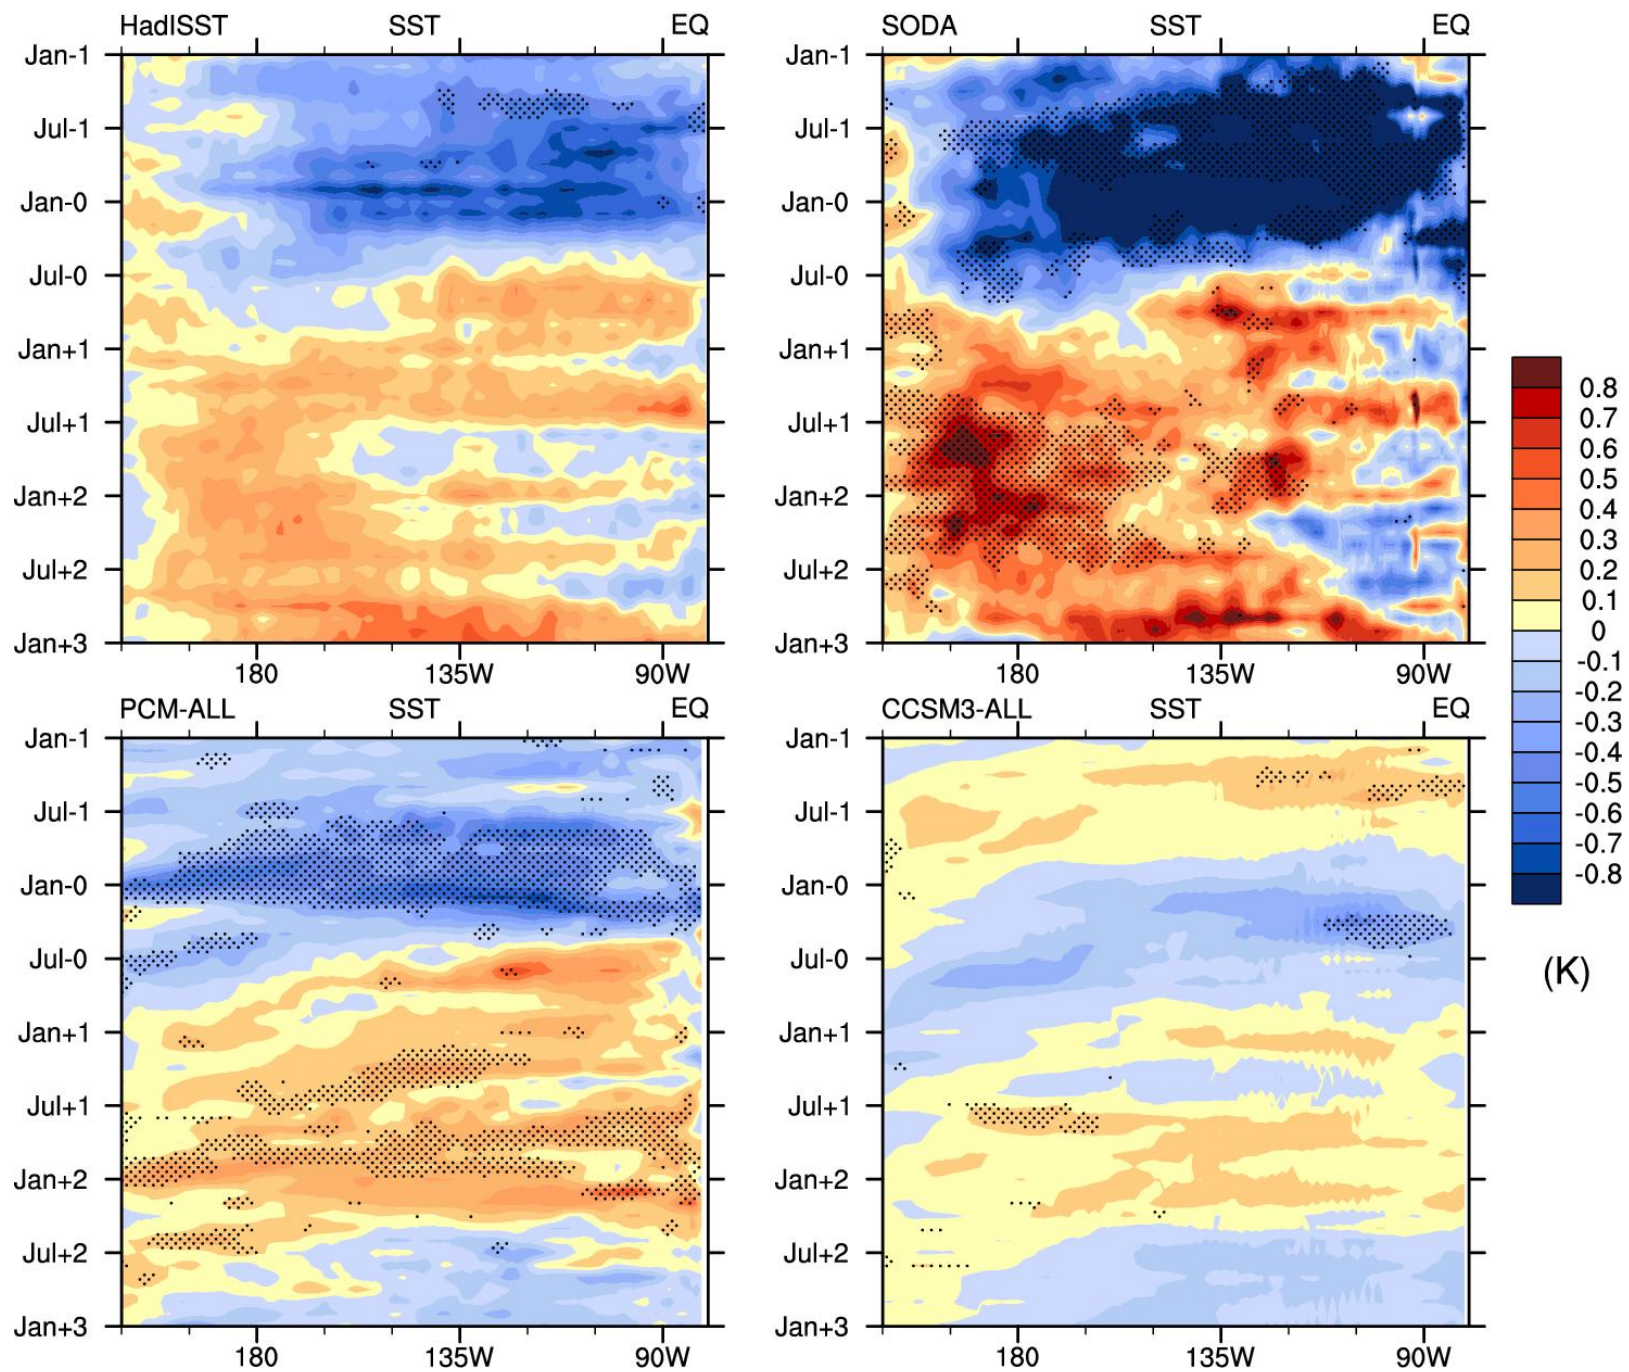 HadISST SST EQ
Jan-1
Jul-1
Jan-0
Jul-0
Jan+1
Jul+1
Jan+2
Jul+2
Jan+3
180 135W 90W
SODA SST EQ
Jan-1
Jul-1
Jan-0
Jul-0
Jan+1
Jul+1
Jan+2
Jul+2
Jan+3
180 135W 90W
PCM-ALL SST EQ
Jan-1
Jul-1
Jan-0
Jul-0
Jan+1
Jul+1
Jan+2
Jul+2
Jan+3
180 135W 90W
CCSM3-ALL SST EQ
Jan-1
Jul-1
Jan-0
Jul-0
Jan+1
Jul+1
Jan+2
Jul+2
Jan+3
180 135W 90W
0.8
0.7
0.6
0.5
0.4
0.3
0.2
0.1
0
-0.1
-0.2
-0.3
-0.4
-0.5
-0.6
-0.7
-0.8
(K)